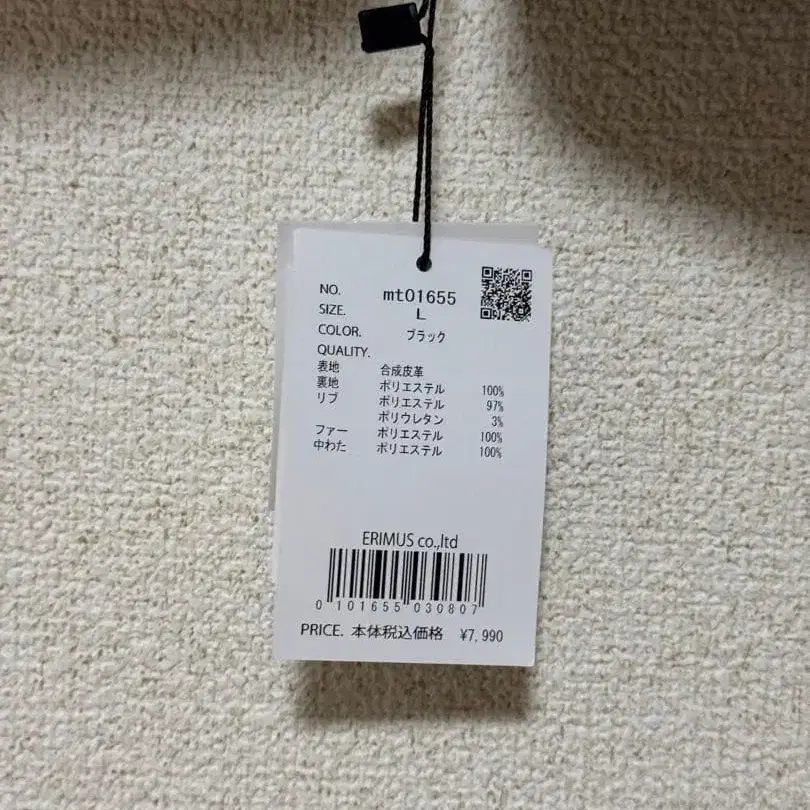 NO. mt01655
SIZE. L
COLOR. ブラック
QUALITY.
表地 合成皮革
裏地 ポリエステル 100%
リブ ポリエステル 97%
ポリウレタン 3%
ファー ポリエステル 100%
中わた ポリエステル 100%
ERIMUS co.,ltd
0 101655 030807
PRICE. 本体税込価格 ¥7,990